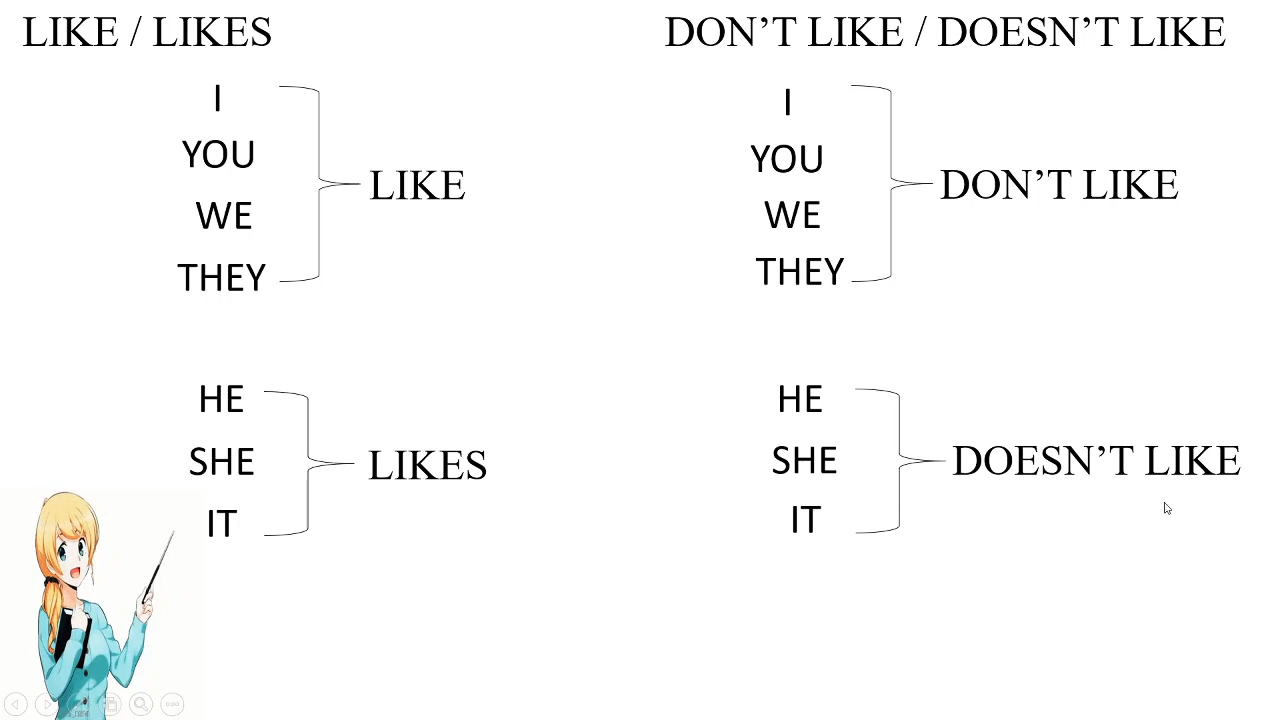 LIKE / LIKES
I
YOU
WE
THEY
LIKE
HE
SHE
IT
LIKES
DON’T LIKE / DOESN’T LIKE
I
YOU
WE
THEY
DON’T LIKE
HE
SHE
IT
DOESN’T LIKE